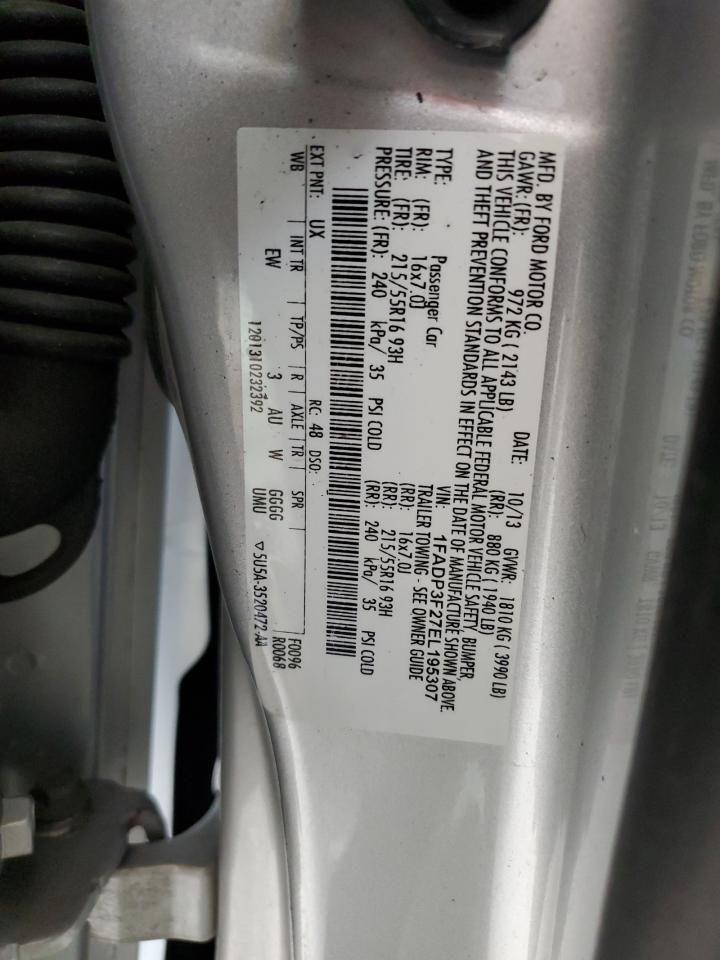 MFD. BY FORD MOTOR CO.
DATE: 10/13 GVWR: 1810 KG ( 3990 LB)
GAWR: (FR): 972 KG ( 2143 LB) (RR): 880 KG ( 1940 LB)
THIS VEHICLE CONFORMS TO ALL APPLICABLE FEDERAL MOTOR VEHICLE SAFETY, BUMPER,
AND THEFT PREVENTION STANDARDS IN EFFECT ON THE DATE OF MANUFACTURE SHOWN ABOVE.
VIN: 1FADP3F27EL195307
TYPE: Passenger Car TRAILER TOWING - SEE OWNER GUIDE
RIM: (FR): 16x7.0J (RR): 16x7.0J
TIRE: (FR): 215/55R16 93H (RR): 215/55R16 93H
PRESSURE: (FR): 240 kPa/ 35 PSI COLD (RR): 240 kPa/ 35 PSI COLD
EXT PNT: UX RC: 48 DSO: F0096
R0068
WB INT TR TP/PS R AXLE TR SPR
EW 3 AU W GGGG UMU
1201310232392 ▽5U5A-3520472-AA